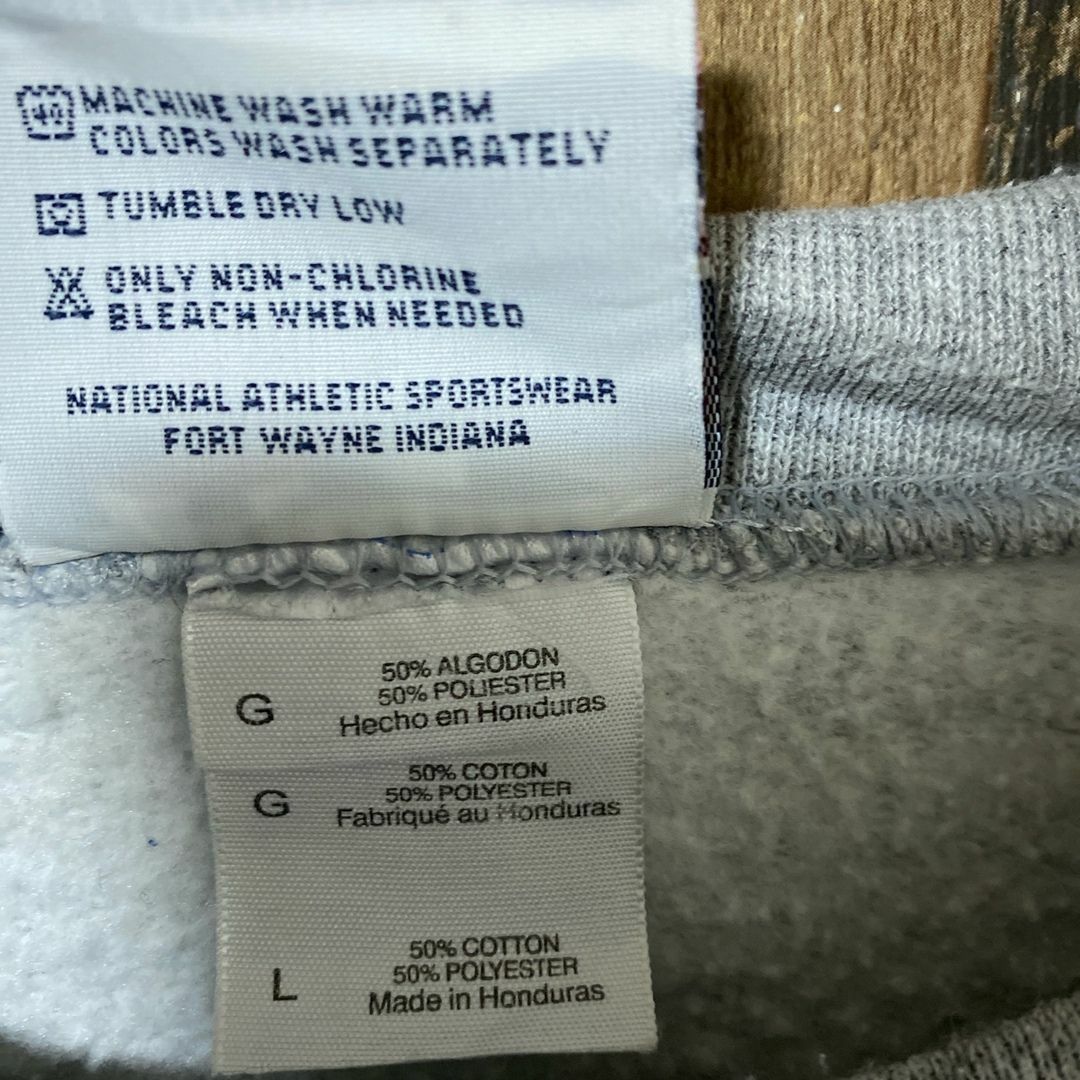 40 MACHINE WASH WARM
COLORS WASH SEPARATELY
TUMBLE DRY LOW
ONLY NON-CHLORINE
BLEACH WHEN NEEDED
NATIONAL ATHLETIC SPORTSWEAR
FORT WAYNE INDIANA
50% ALGODON
G 50% POLIESTER
Hecho en Honduras
50% COTON
G 50% POLYESTER
Fabriqué au Honduras
50% COTTON
L 50% POLYESTER
Made in Honduras